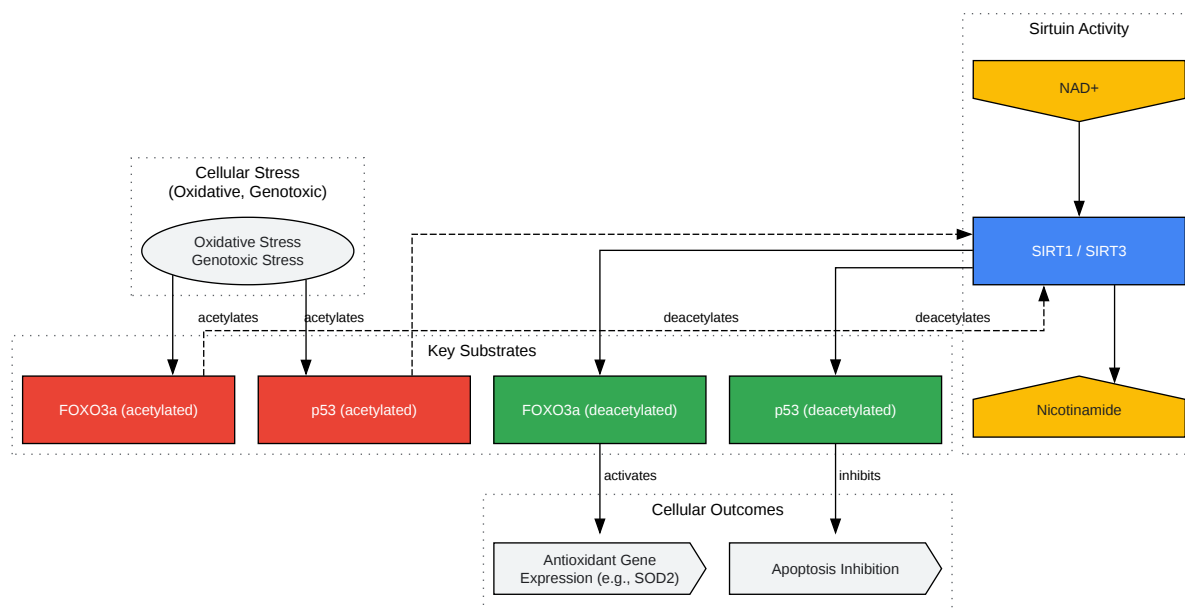 Sirtuin Activity
NAD+
Cellular Stress
(Oxidative, Genotoxic)
Oxidative Stress
Genotoxic Stress
SIRT1 / SIRT3
acetylates
acetylates
deacetylates
deacetylates
Key Substrates
FOXO3a (acetylated)
p53 (acetylated)
FOXO3a (deacetylated)
p53 (deacetylated)
Nicotinamide
activates
inhibits
Cellular Outcomes
Antioxidant Gene
Expression (e.g., SOD2)
Apoptosis Inhibition